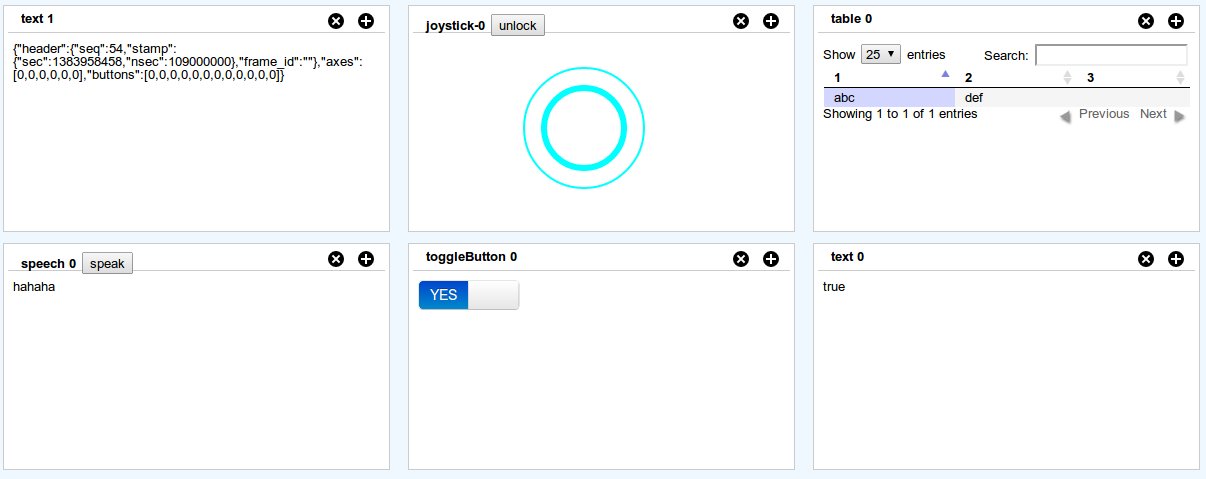 text 1
{"header":{"seq":54,"stamp":
{"sec":1383958458,"nsec":109000000},"frame_id":""},"axes":
[0,0,0,0,0,0],"buttons":[0,0,0,0,0,0,0,0,0,0,0,0]}
joystick-0 unlock
table 0
Show 25 entries Search:
1 2 3
abc def
Showing 1 to 1 of 1 entries Previous Next
speech 0 speak
hahaha
toggleButton 0
YES
text 0
true